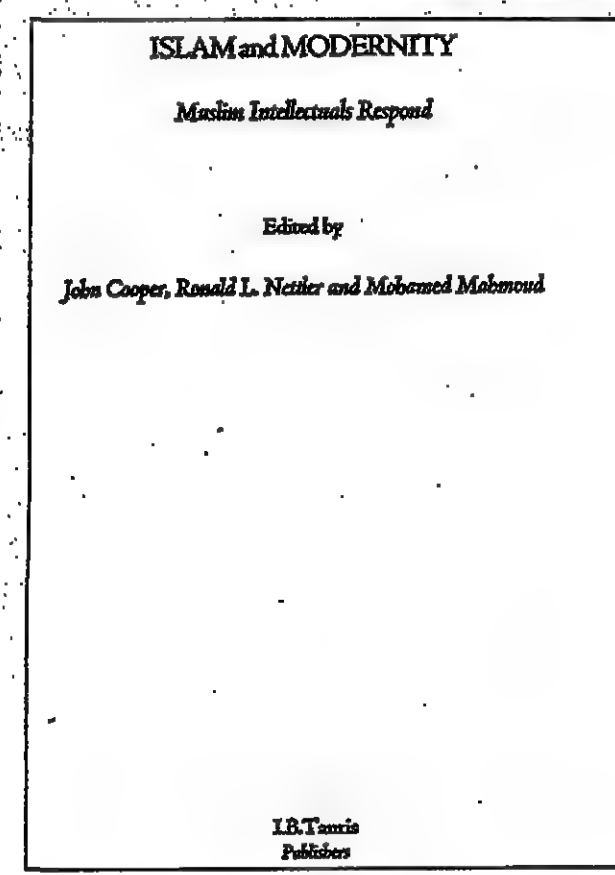 ISLAM and MODERNITY
Muslim Intellectuals Respond
Edited by
John Cooper, Ronald L. Nettler and Mohamed Mahmoud
I.B.Tauris
Publishers